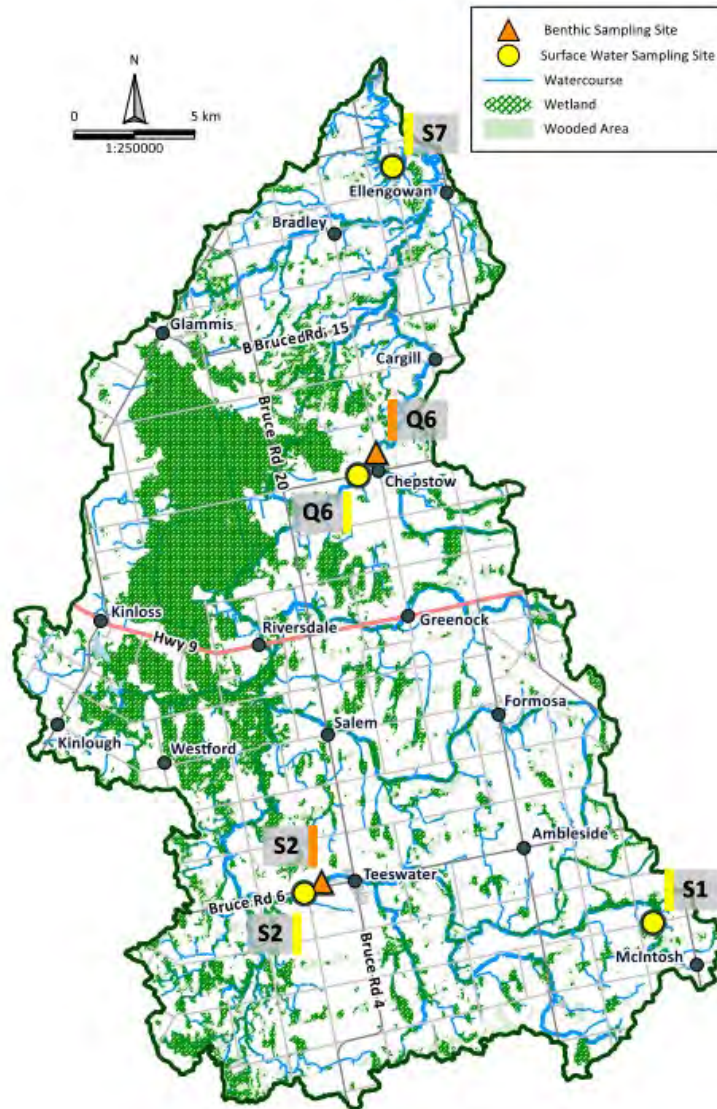 Benthic Sampling Site
Surface Water Sampling Site
Watercourse
Wetland
Wooded Area
N
0 5 km
1:250000
S7
Ellengowan
Bradley
Glammis
B Bruce Rd. 15
Cargill
Bruce Rd 20
Q6
Chepstow
Q6
Kinloss
Hwy 9
Riversdale
Greenock
Kinlough
Westford
Salem
Formosa
S2
Ambleside
Bruce Rd 6
Teeswater
S1
S2
Bruce Rd 4
McIntosh